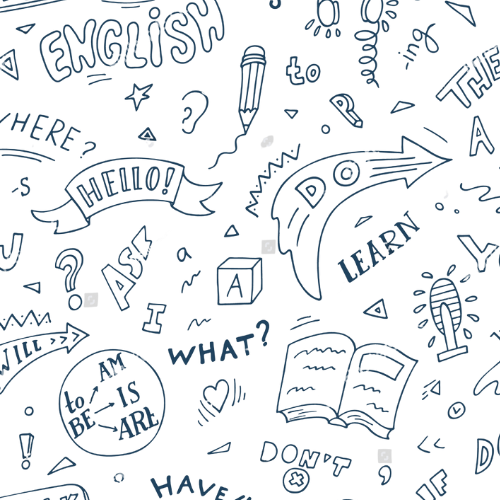 ENGLISH
to
-ing
THE
WHERE?
A
HELLO!
DO
-s
LEARN
ASK
a
A
I
WILL >>>
WHAT?
to BE
AM
IS
ARE
DON'T
HAVE
IF